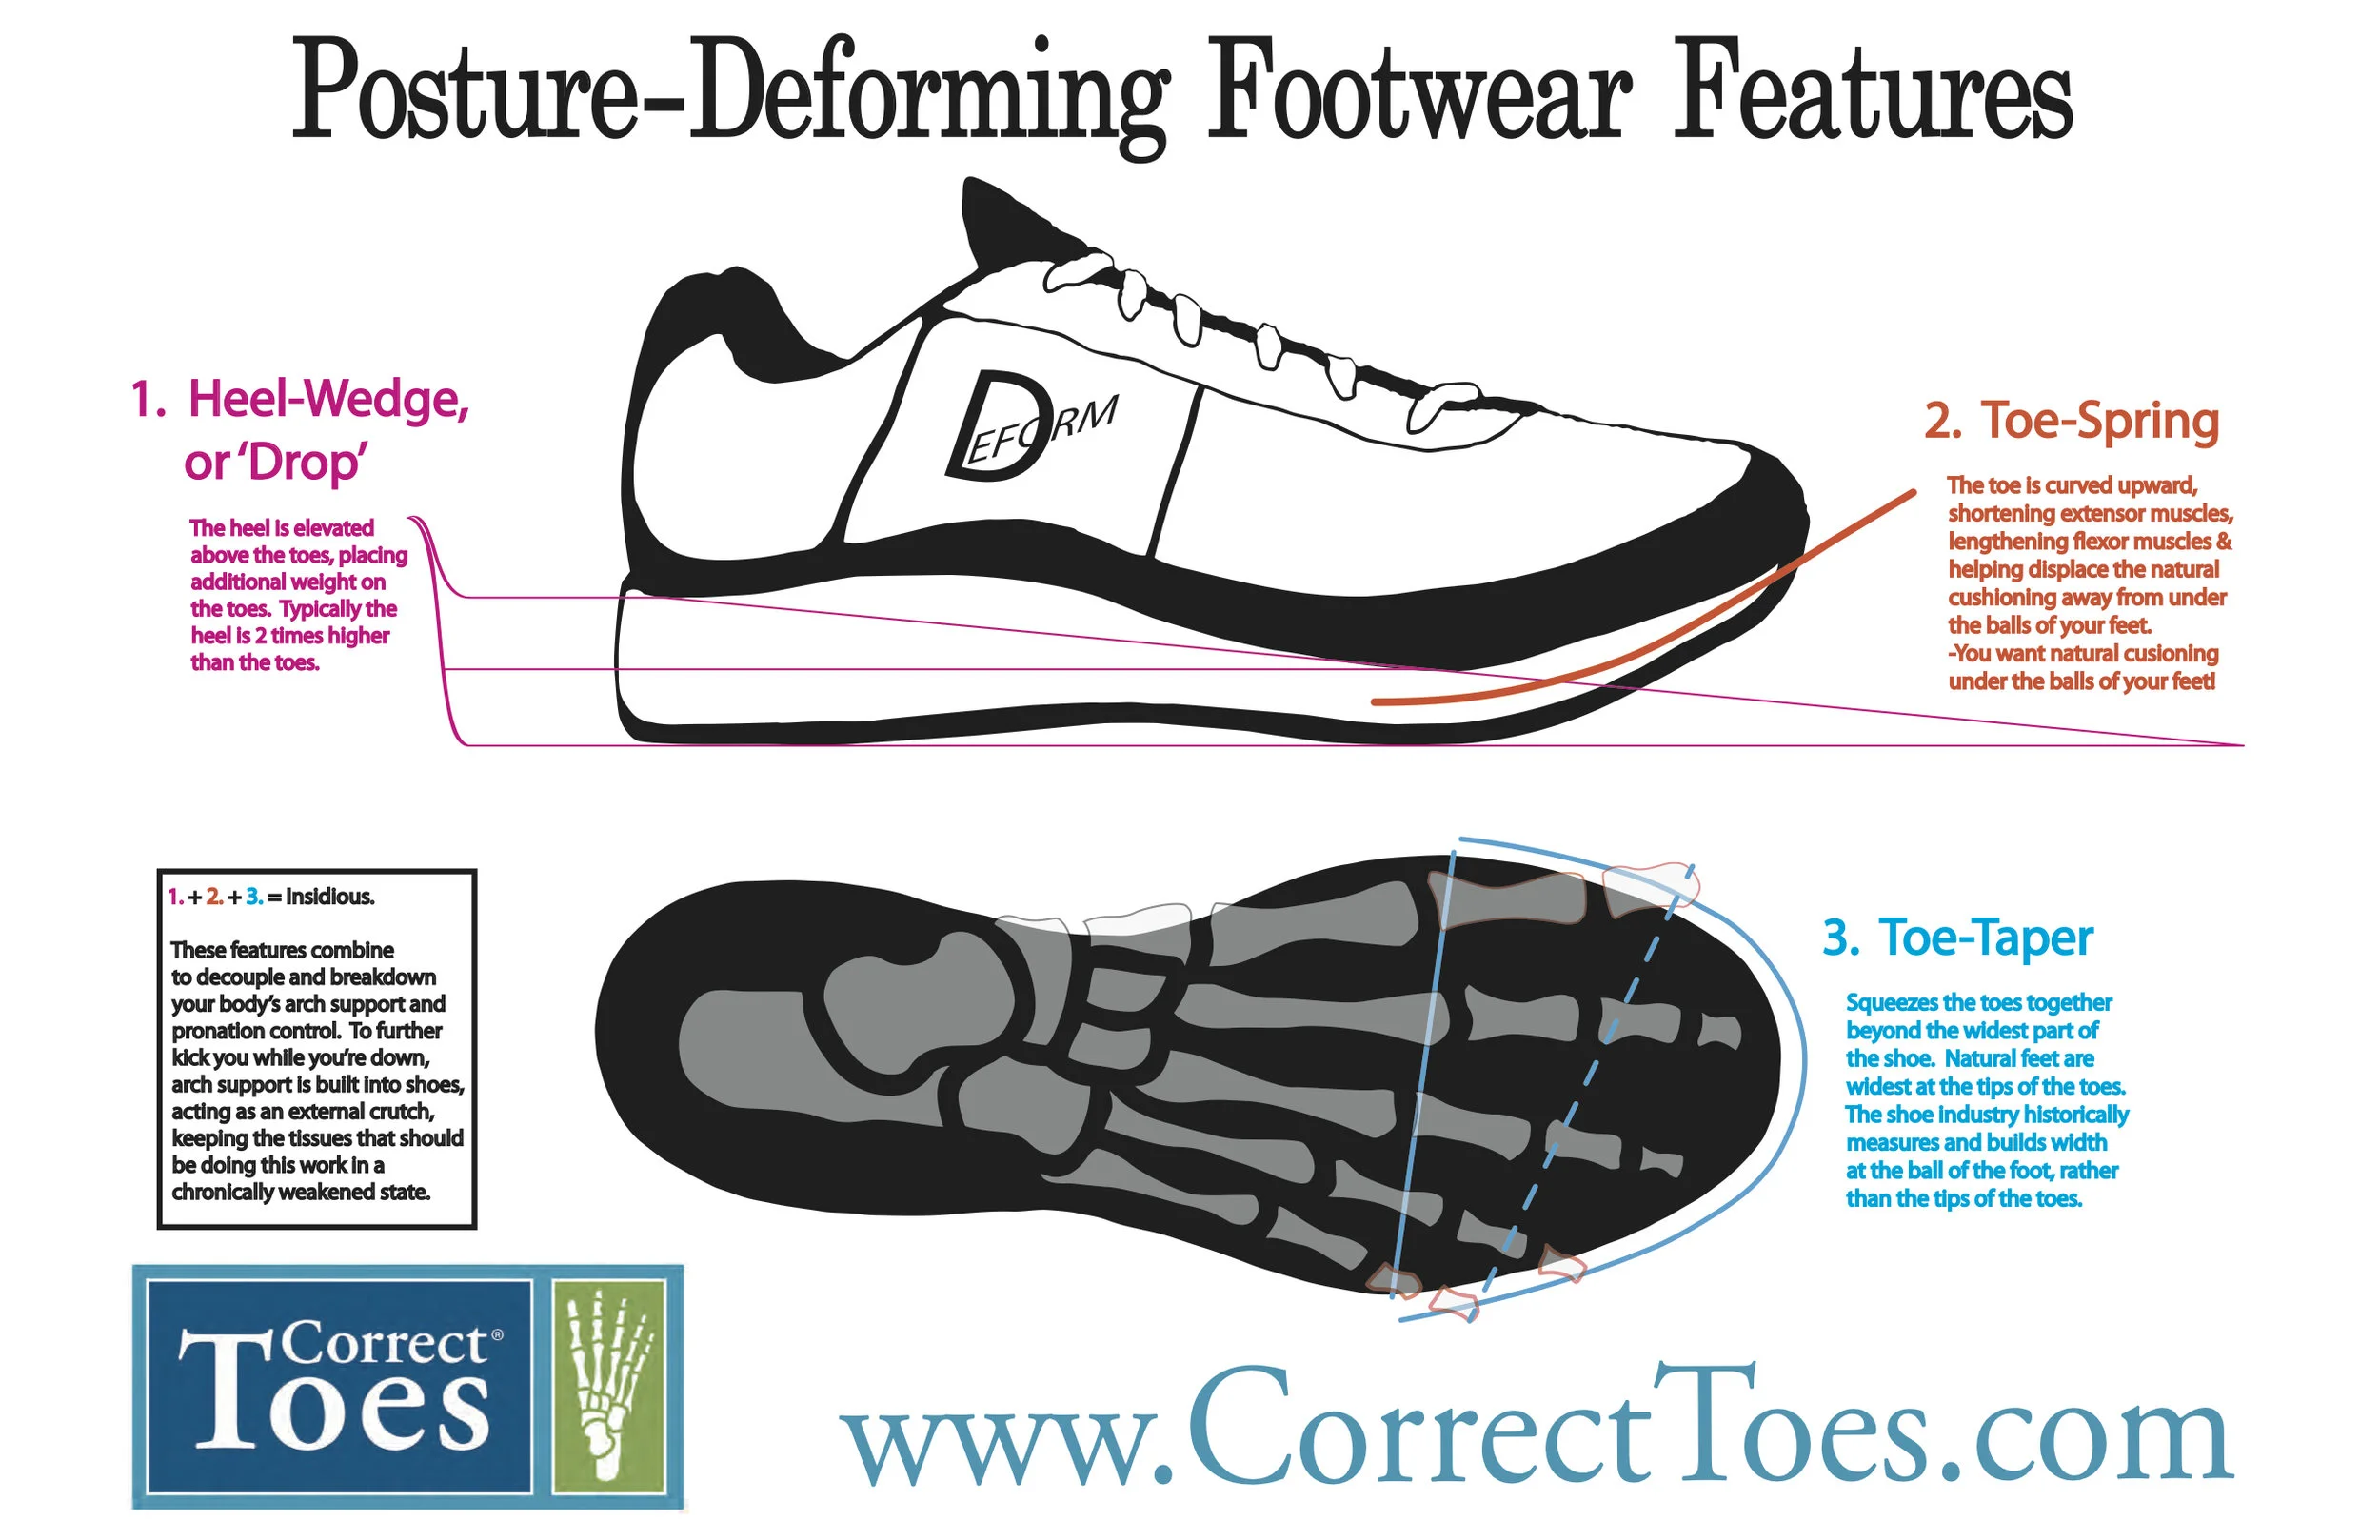 Posture-Deforming Footwear Features
1. Heel-Wedge,
or 'Drop'
The heel is elevated
above the toes, placing
additional weight on
the toes. Typically the
heel is 2 times higher
than the toes.
DEFORM
2. Toe-Spring
The toe is curved upward,
shortening extensor muscles,
lengthening flexor muscles &
helping displace the natural
cushioning away from under
the balls of your feet.
-You want natural cusioning
under the balls of your feet!
1. + 2. + 3. = Insidious.
These features combine
to decouple and breakdown
your body's arch support and
pronation control. To further
kick you while you're down,
arch support is built into shoes,
acting as an external crutch,
keeping the tissues that should
be doing this work in a
chronically weakened state.
3. Toe-Taper
Squeezes the toes together
beyond the widest part of
the shoe. Natural feet are
widest at the tips of the toes.
The shoe industry historically
measures and builds width
at the ball of the foot, rather
than the tips of the toes.
Correct®
Toes
www.CorrectToes.com